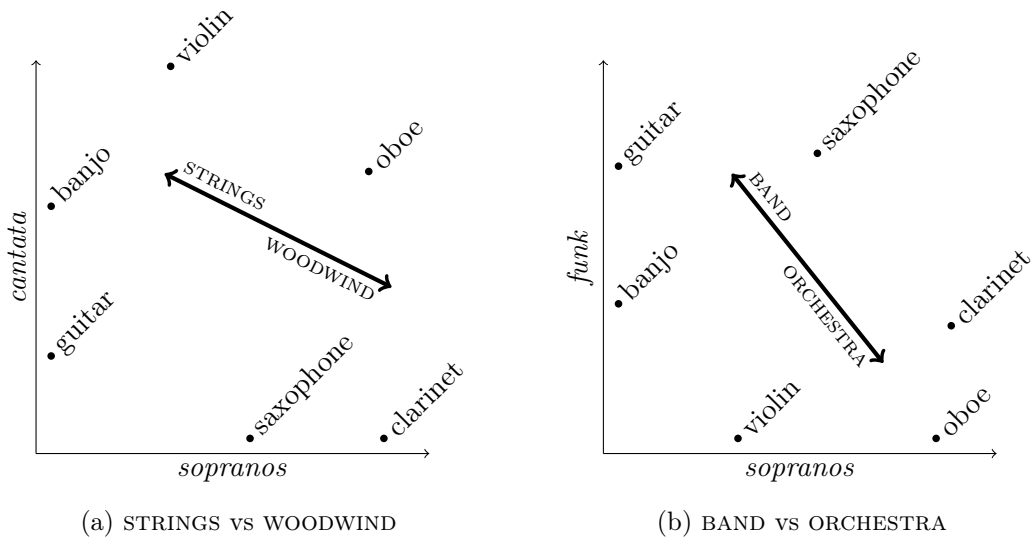 violin
oboe
banjo
STRINGS
WOODWIND
cantata
guitar
saxophone
clarinet
sopranos
(a) STRINGS vs WOODWIND
saxophone
guitar
BAND
funk
banjo
ORCHESTRA
clarinet
violin
oboe
sopranos
(b) BAND vs ORCHESTRA